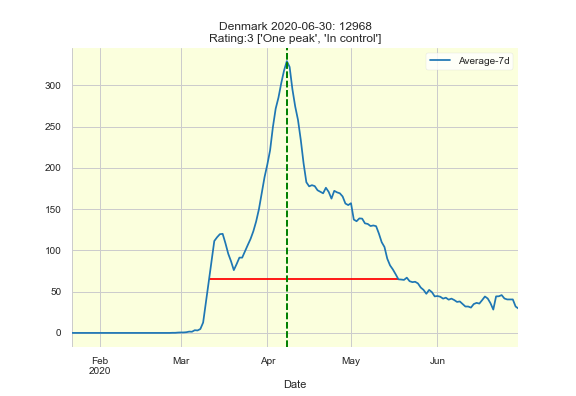 Denmark 2020-06-30: 12968
Rating:3 ['One peak', 'In control']
Average-7d
300
250
200
150
100
50
0
Feb
2020
Mar
Apr
May
Jun
Date